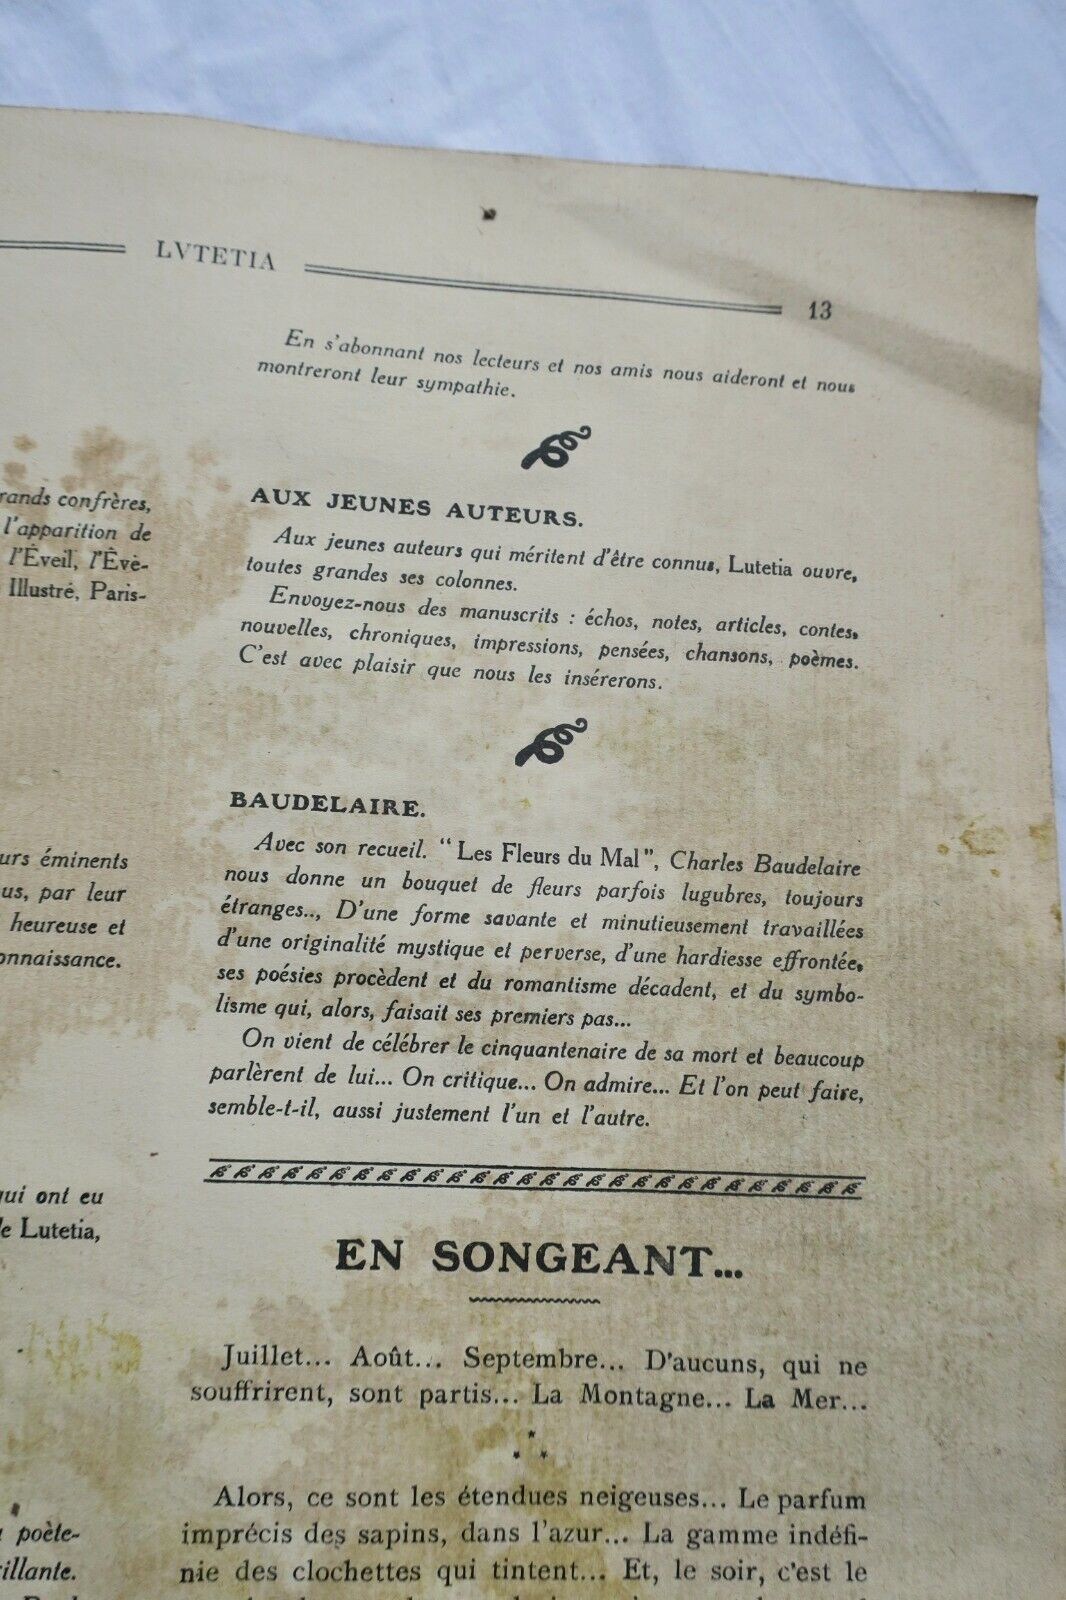 LVTETIA
13
rands confrères,
l'apparition de
l'Éveil, l'Évè-
Illustré, Paris-
urs éminents
us, par leur
heureuse et
onnaissance.
qui ont eu
de Lutetia,
poète-
rillante.
En s'abonnant nos lecteurs et nos amis nous aideront et nous
montreront leur sympathie.
AUX JEUNES AUTEURS.
Aux jeunes auteurs qui méritent d'être connus, Lutetia ouvre,
toutes grandes ses colonnes.
Envoyez-nous des manuscrits : échos, notes, articles, contes,
nouvelles, chroniques, impressions, pensées, chansons, poèmes.
C'est avec plaisir que nous les insérerons.
BAUDELAIRE.
Avec son recueil. "Les Fleurs du Mal", Charles Baudelaire
nous donne un bouquet de fleurs parfois lugubres, toujours
étranges.., D'une forme savante et minutieusement travaillées
d'une originalité mystique et perverse, d'une hardiesse effrontée,
ses poésies procèdent et du romantisme décadent, et du symbo-
lisme qui, alors, faisait ses premiers pas...
On vient de célébrer le cinquantenaire de sa mort et beaucoup
parlèrent de lui... On critique... On admire... Et l'on peut faire,
semble-t-il, aussi justement l'un et l'autre.
EN SONGEANT...
Juillet... Août... Septembre... D'aucuns, qui ne
souffrirent, sont partis... La Montagne... La Mer...
Alors, ce sont les étendues neigeuses... Le parfum
imprécis des sapins, dans l'azur... La gamme indéfi-
nie des clochettes qui tintent... Et, le soir, c'est le